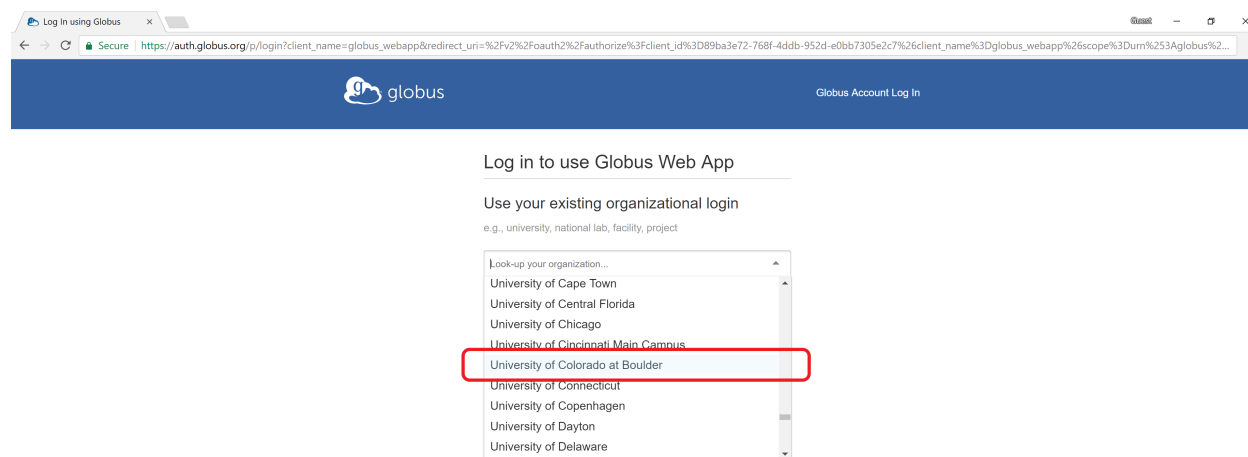 Log In using Globus
Guest
Secure https://auth.globus.org/p/login?client_name=globus_webapp&redirect_uri=%2Fv2%2Foauth2%2Fauthorize%3Fclient_id%3D89ba3e72-768f-4ddb-952d-e0bb7305e2c7%26client_name%3Dglobus_webapp%26scope%3Durn%253Aglobus%2...
g globus
Globus Account Log In
Log in to use Globus Web App
Use your existing organizational login
e.g., university, national lab, facility, project
Look-up your organization...
University of Cape Town
University of Central Florida
University of Chicago
University of Cincinnati Main Campus
University of Colorado at Boulder
University of Connecticut
University of Copenhagen
University of Dayton
University of Delaware